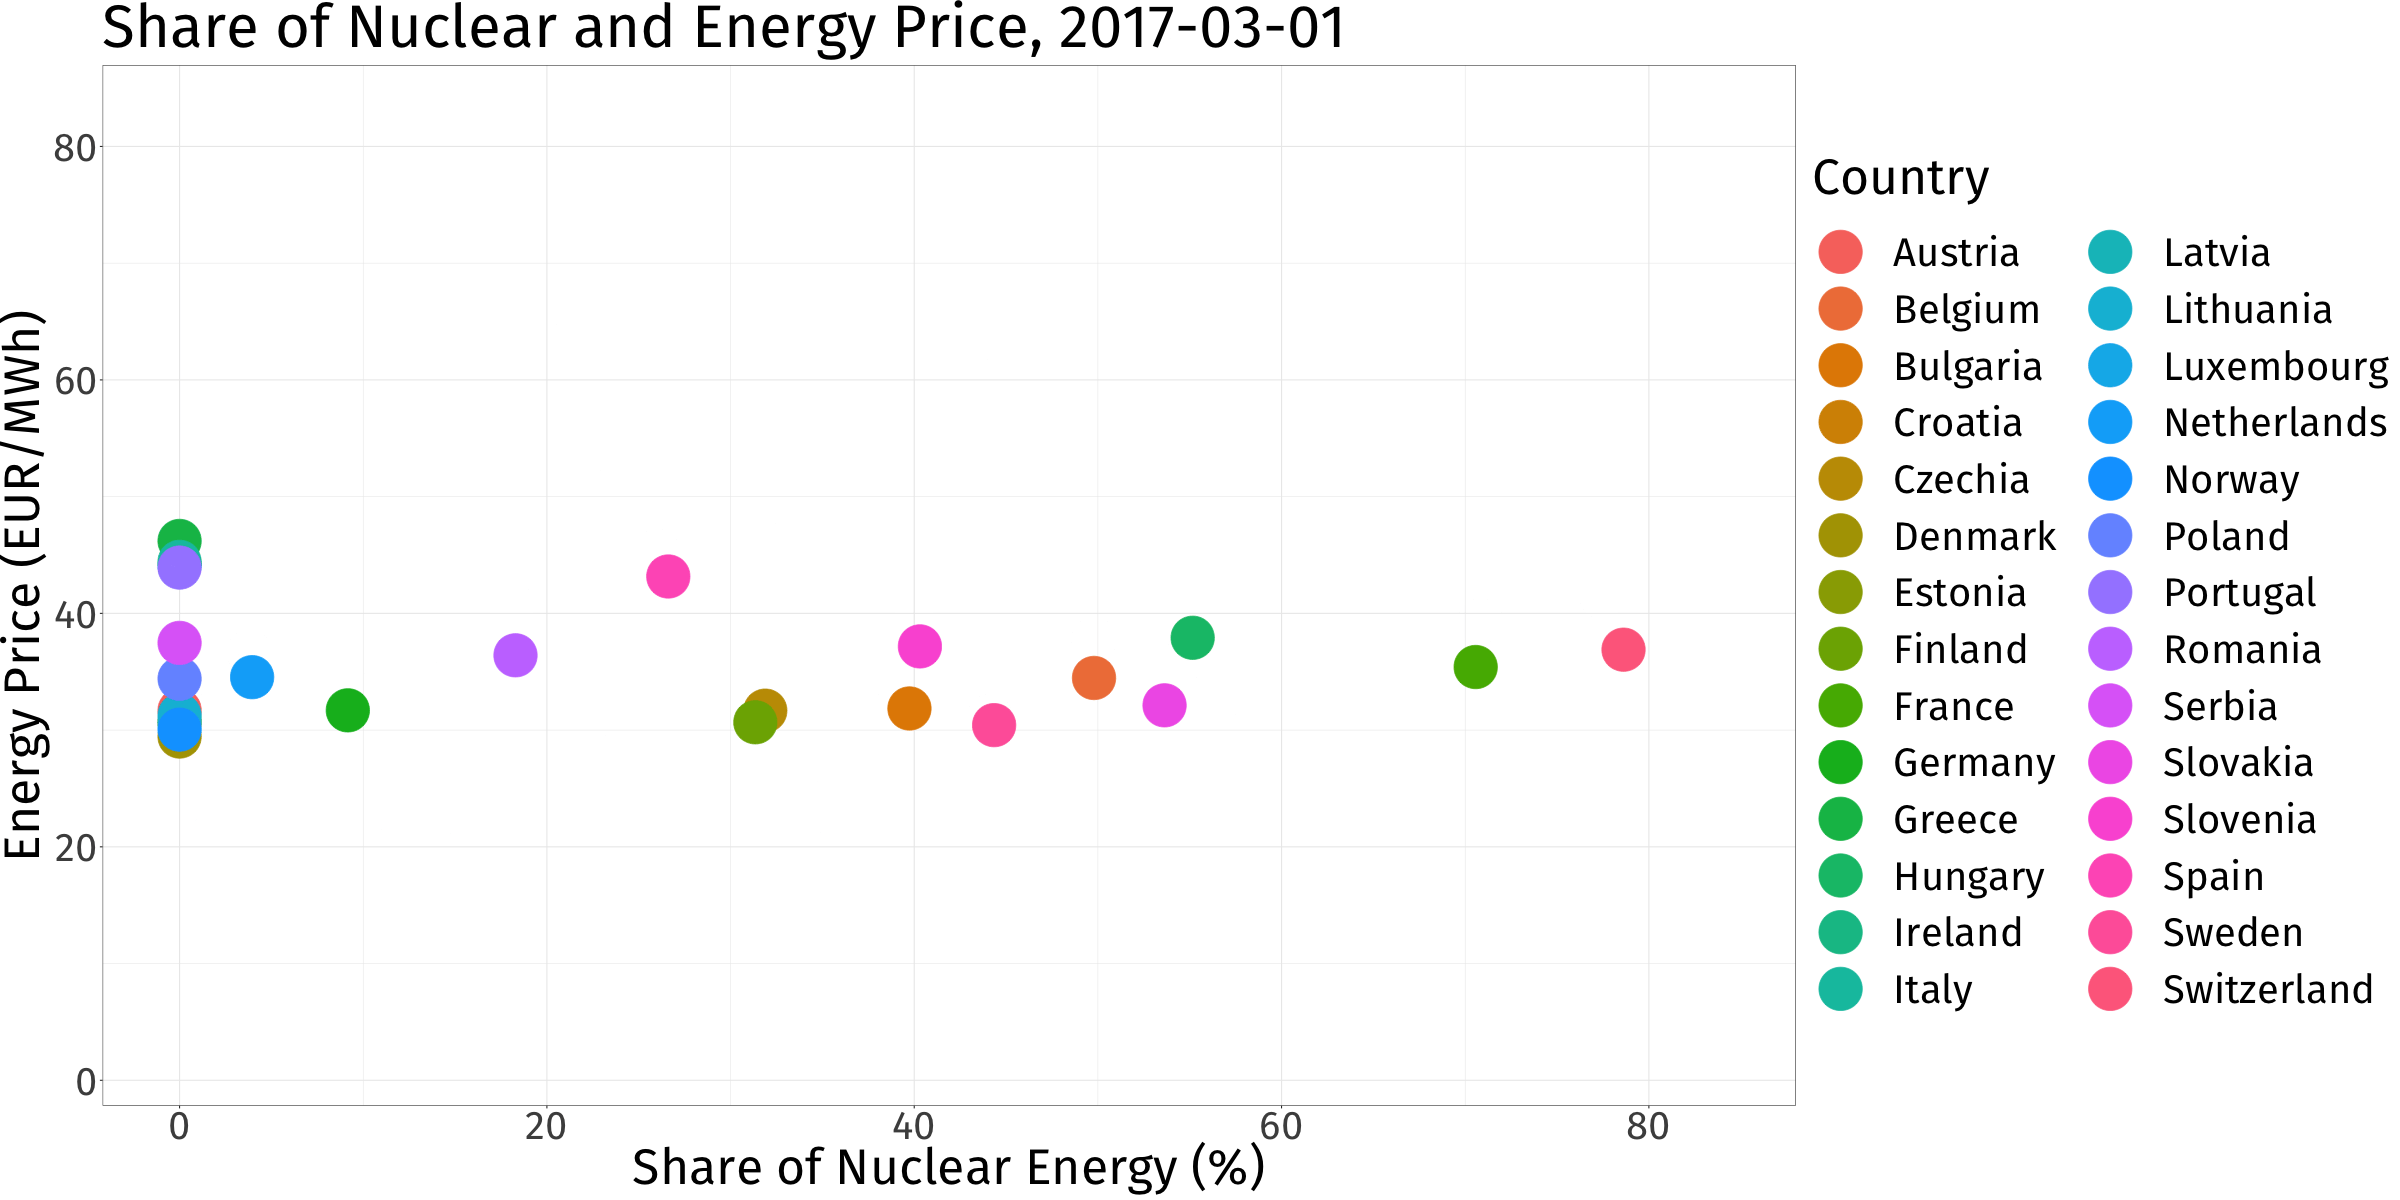 Share of Nuclear and Energy Price, 2017-03-01
80
60
40
20
0
Energy Price (EUR/MWh)
0 20 40 60 80
Share of Nuclear Energy (%)
Country
Austria
Belgium
Bulgaria
Croatia
Czechia
Denmark
Estonia
Finland
France
Germany
Greece
Hungary
Ireland
Italy
Latvia
Lithuania
Luxembourg
Netherlands
Norway
Poland
Portugal
Romania
Serbia
Slovakia
Slovenia
Spain
Sweden
Switzerland